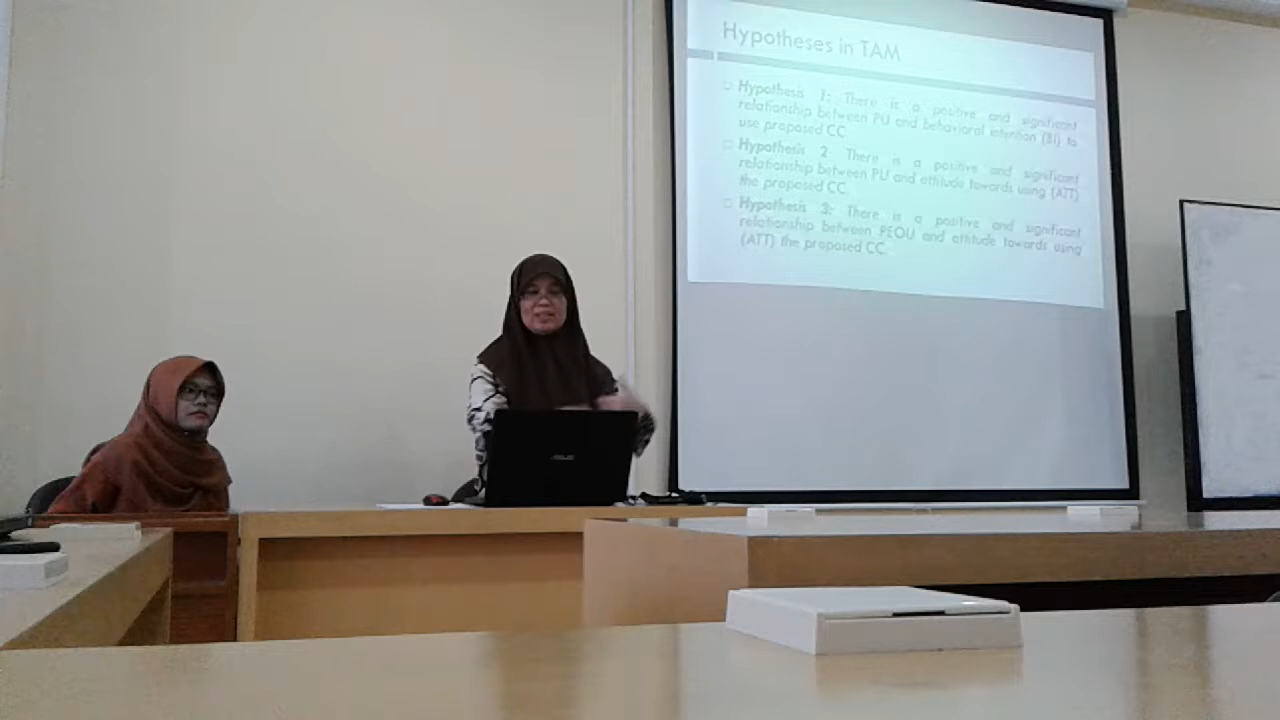 Hypotheses in TAM
Hypothesis 1: There is a positive and significant
relationship between PU and behavioral intention (BI) to
use proposed CC.
Hypothesis 2 There is a positive and significant
relationship between PU and attitude towards using (ATT)
the proposed CC.
Hypothesis 3: There is a positive and significant
relationship between PEOU and attitude towards using
(ATT) the proposed CC.
ASUS